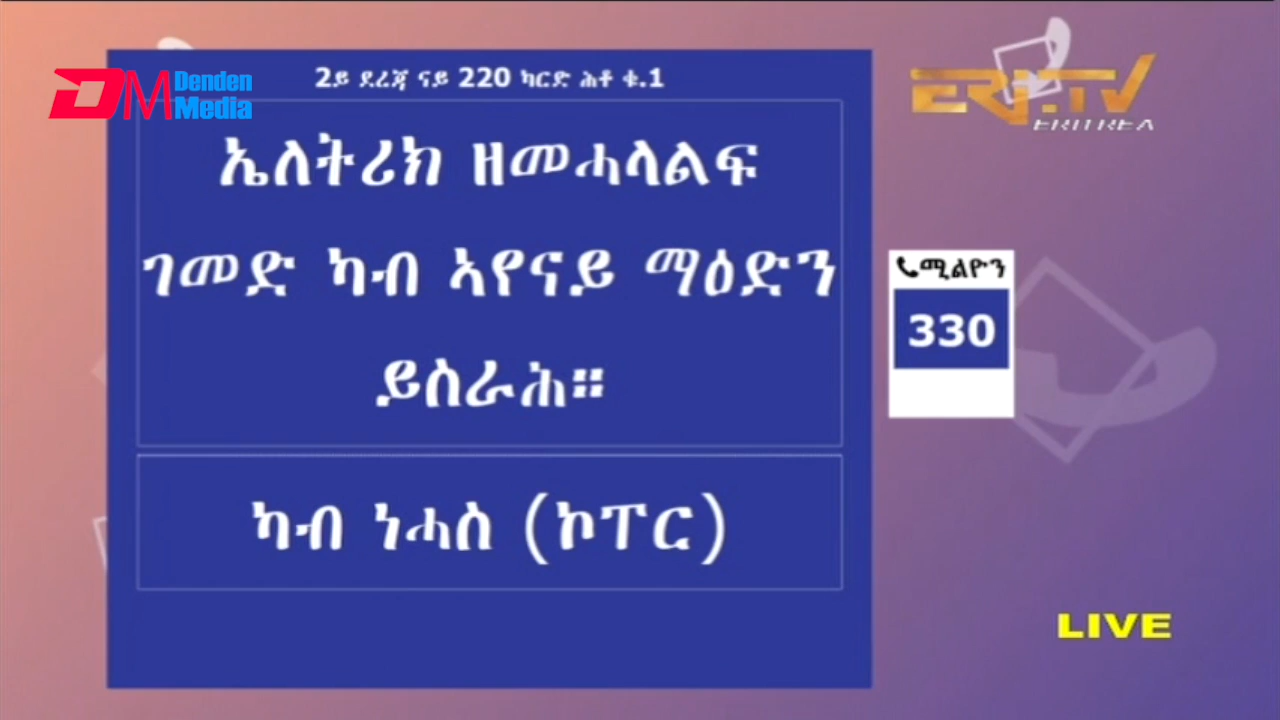 2ይ ደረጃ ናይ 220 ካርድ ሕቶ ቁ.1
DM Denden Media
ERi-TV
ERITREA
ኤለትሪክ ዘመሓላልፍ
ገመድ ካብ ኣየናይ ማዕድን
ይስራሕ።
ሚልዮን
330
ካብ ነሓስ (ኮፐር)
LIVE